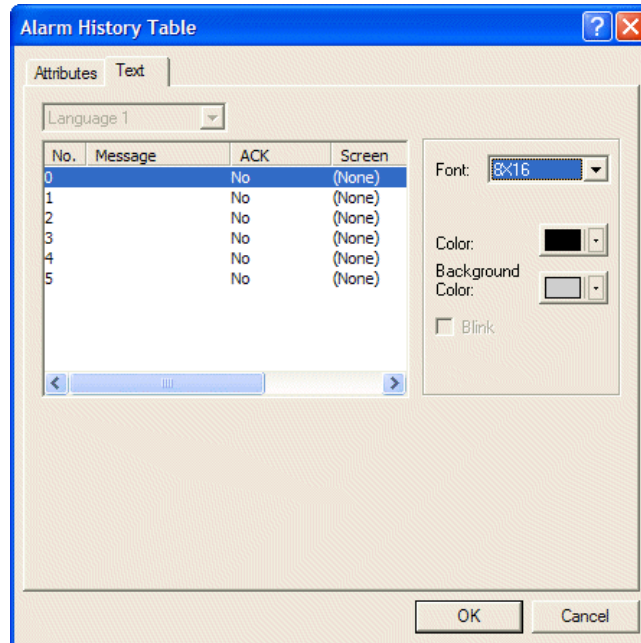 Alarm History Table
Attributes Text
Language 1
No. Message ACK Screen
0 No (None)
1 No (None)
2 No (None)
3 No (None)
4 No (None)
5 No (None)
Font: 8X16
Color:
Background
Color:
Blink
OK Cancel